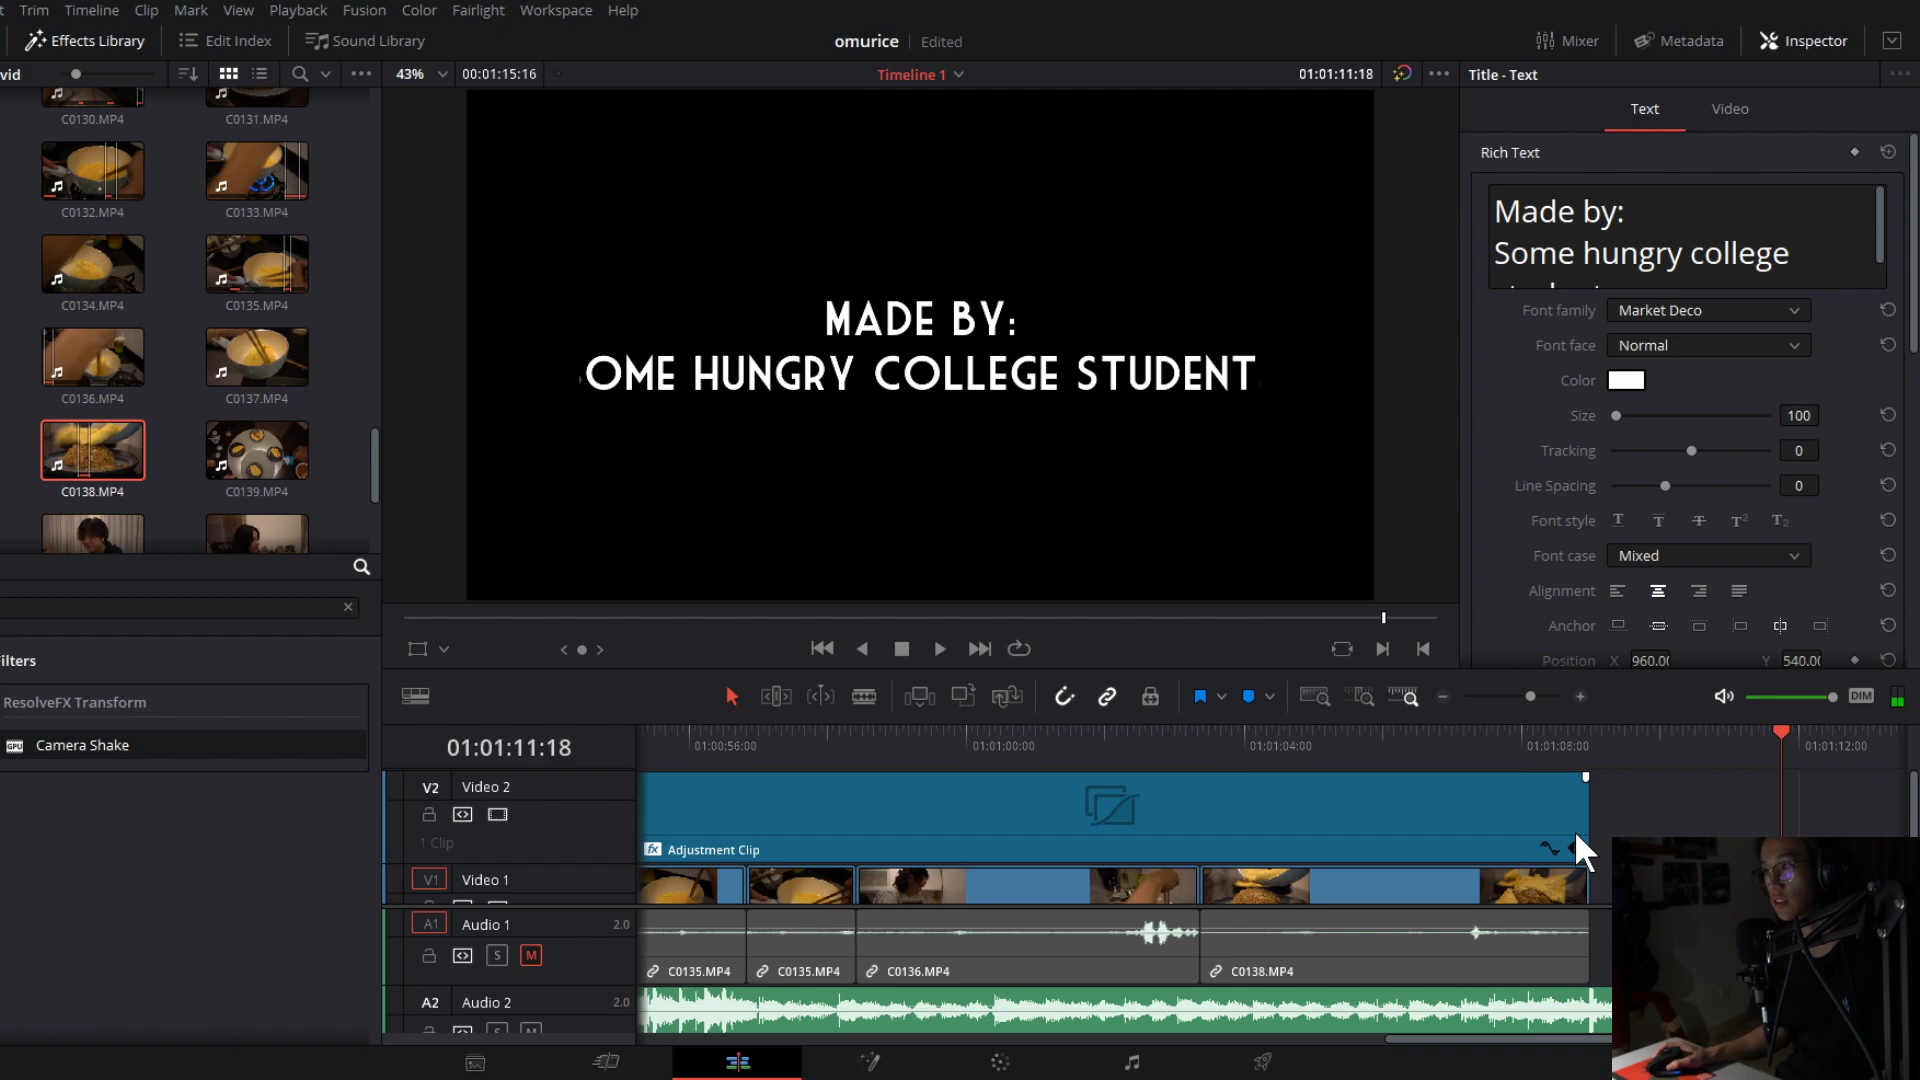 Trim Timeline Clip Mark View Playback Fusion Color Fairlight Workspace Help
Effects Library Edit Index Sound Library omurice Edited Mixer Metadata Inspector
vid 43% 00:01:15:16 Timeline 1 01:01:11:18 Title - Text
Text Video
C0130.MP4 C0131.MP4
Rich Text
C0132.MP4 C0133.MP4
Made by:
Some hungry college
C0134.MP4 C0135.MP4
MADE BY:
OME HUNGRY COLLEGE STUDENT
Font family Market Deco
Font face Normal
Color
C0136.MP4 C0137.MP4
Size 100
Tracking 0
Line Spacing 0
C0138.MP4 C0139.MP4
Font style T T T T2 T2
Font case Mixed
Alignment
Anchor
Position X 960.0 Y 540.0
ilters
ResolveFX Transform
GPU Camera Shake
DIM
01:01:11:18 01:00:56:00 01:01:00:00 01:01:04:00 01:01:08:00 01:01:12:00
V2 Video 2
1 Clip
fx Adjustment Clip
V1 Video 1
A1 Audio 1 2.0
S M
C0135.MP4 C0135.MP4 C0136.MP4 C0138.MP4
A2 Audio 2 2.0
S M